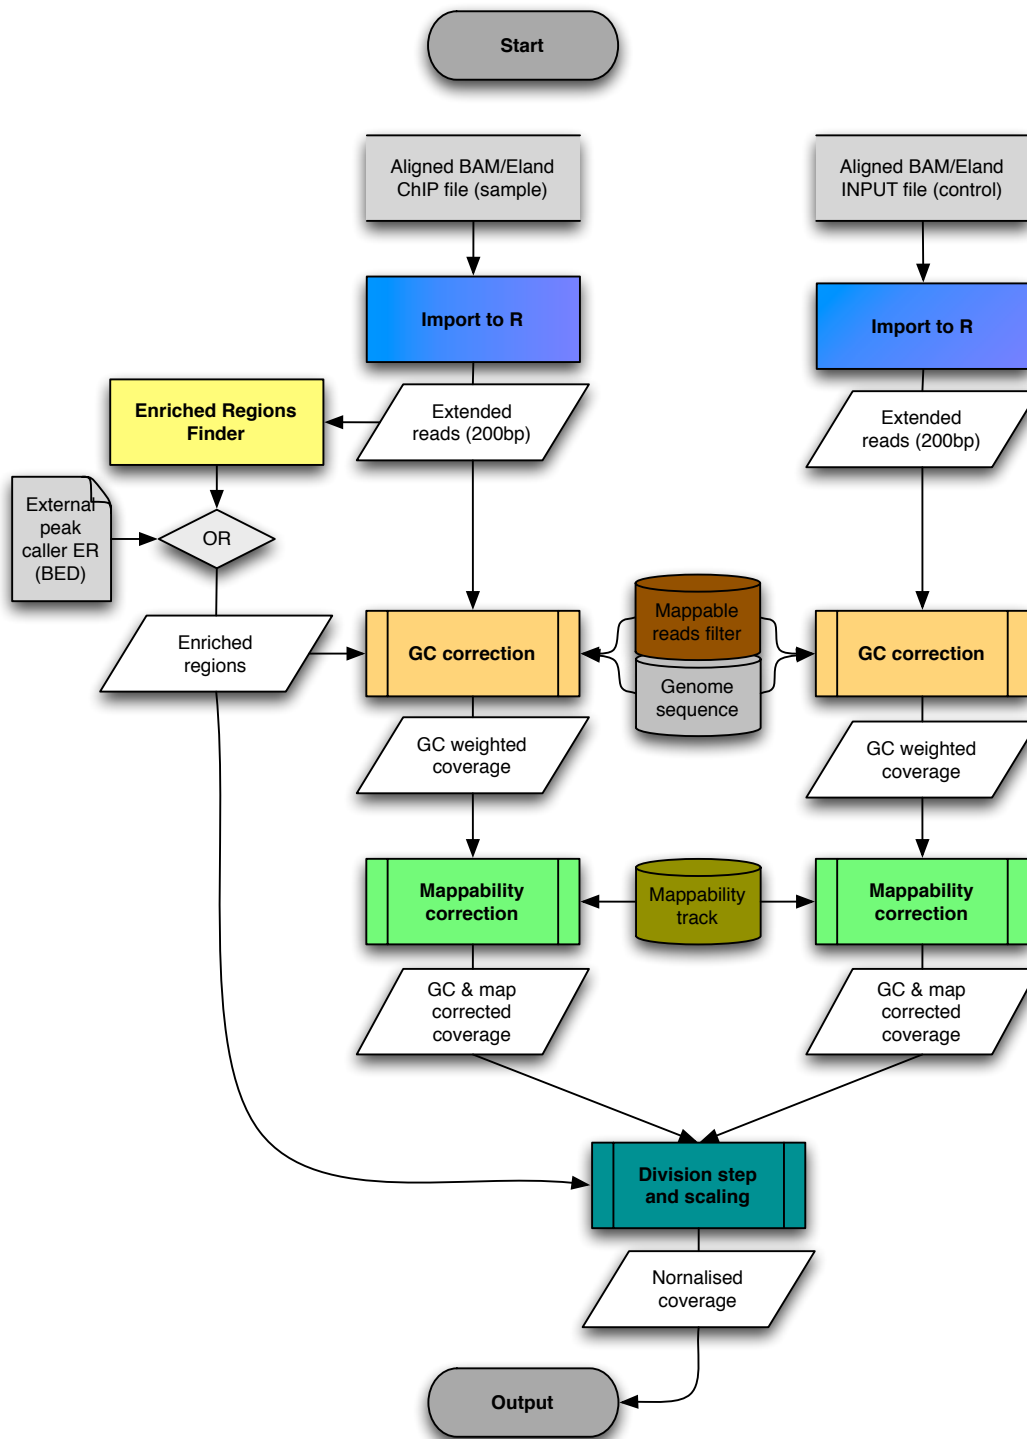 Start
Aligned BAM/Eland
ChIP file (sample)
Aligned BAM/Eland
INPUT file (control)
Import to R
Import to R
Enriched Regions
Finder
Extended
reads (200bp)
Extended
reads (200bp)
External
peak
caller ER
(BED)
OR
Enriched
regions
GC correction
Mappable
reads filter
Genome
sequence
GC correction
GC weighted
coverage
GC weighted
coverage
Mappability
correction
Mappability
track
Mappability
correction
GC & map
corrected
coverage
GC & map
corrected
coverage
Division step
and scaling
Nornalised
coverage
Output